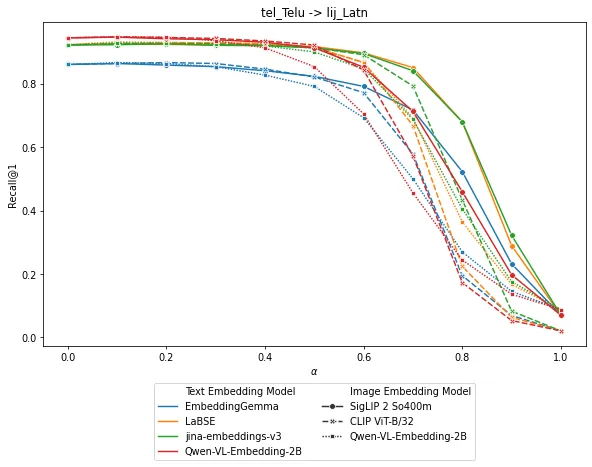 tel_Telu -> lij_Latn
Recall@1
0.8
0.6
0.4
0.2
0.0
0.0 0.2 0.4 0.6 0.8 1.0
α
Text Embedding Model Image Embedding Model
EmbeddingGemma SigLIP 2 So400m
LaBSE CLIP ViT-B/32
jina-embeddings-v3 Qwen-VL-Embedding-2B
Qwen-VL-Embedding-2B